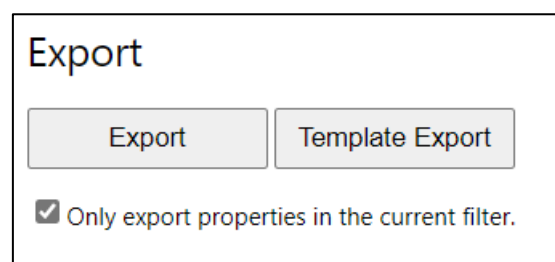 Export
Export Template Export
Only export properties in the current filter.